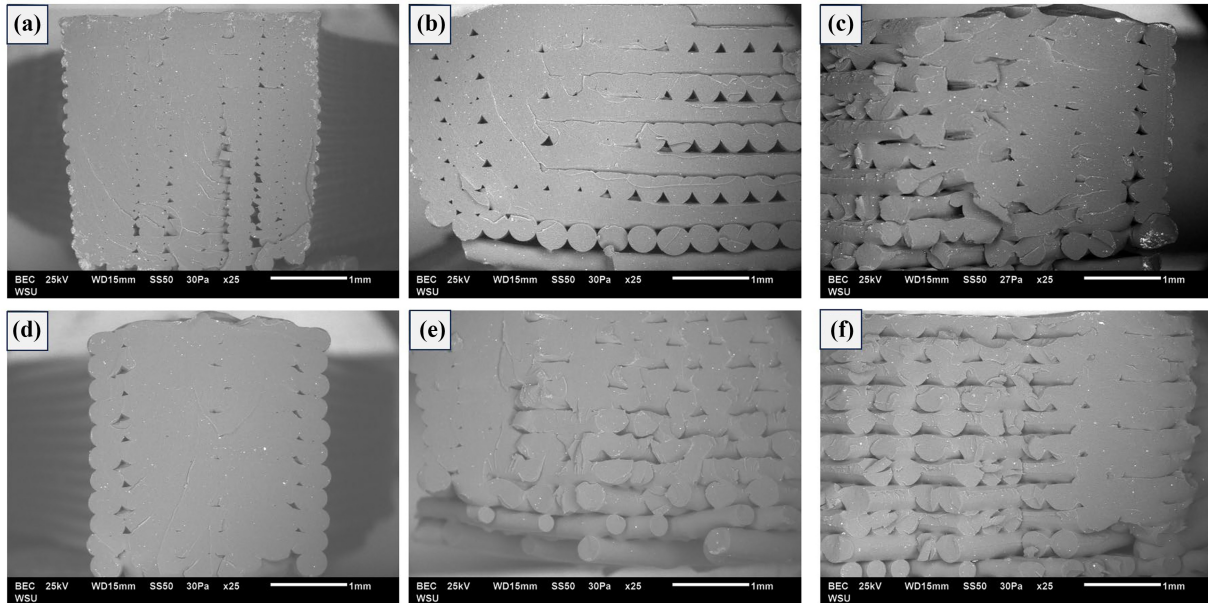 (a)
BEC 25kV WD15mm SS50 30Pa x25 1mm
WSU
(b)
BEC 25kV WD15mm SS50 30Pa x25 1mm
WSU
(c)
BEC 25kV WD15mm SS50 27Pa x25 1mm
WSU
(d)
BEC 25kV WD15mm SS50 30Pa x25 1mm
WSU
(e)
BEC 25kV WD15mm SS50 30Pa x25 1mm
WSU
(f)
BEC 25kV WD15mm SS50 30Pa x25 1mm
WSU